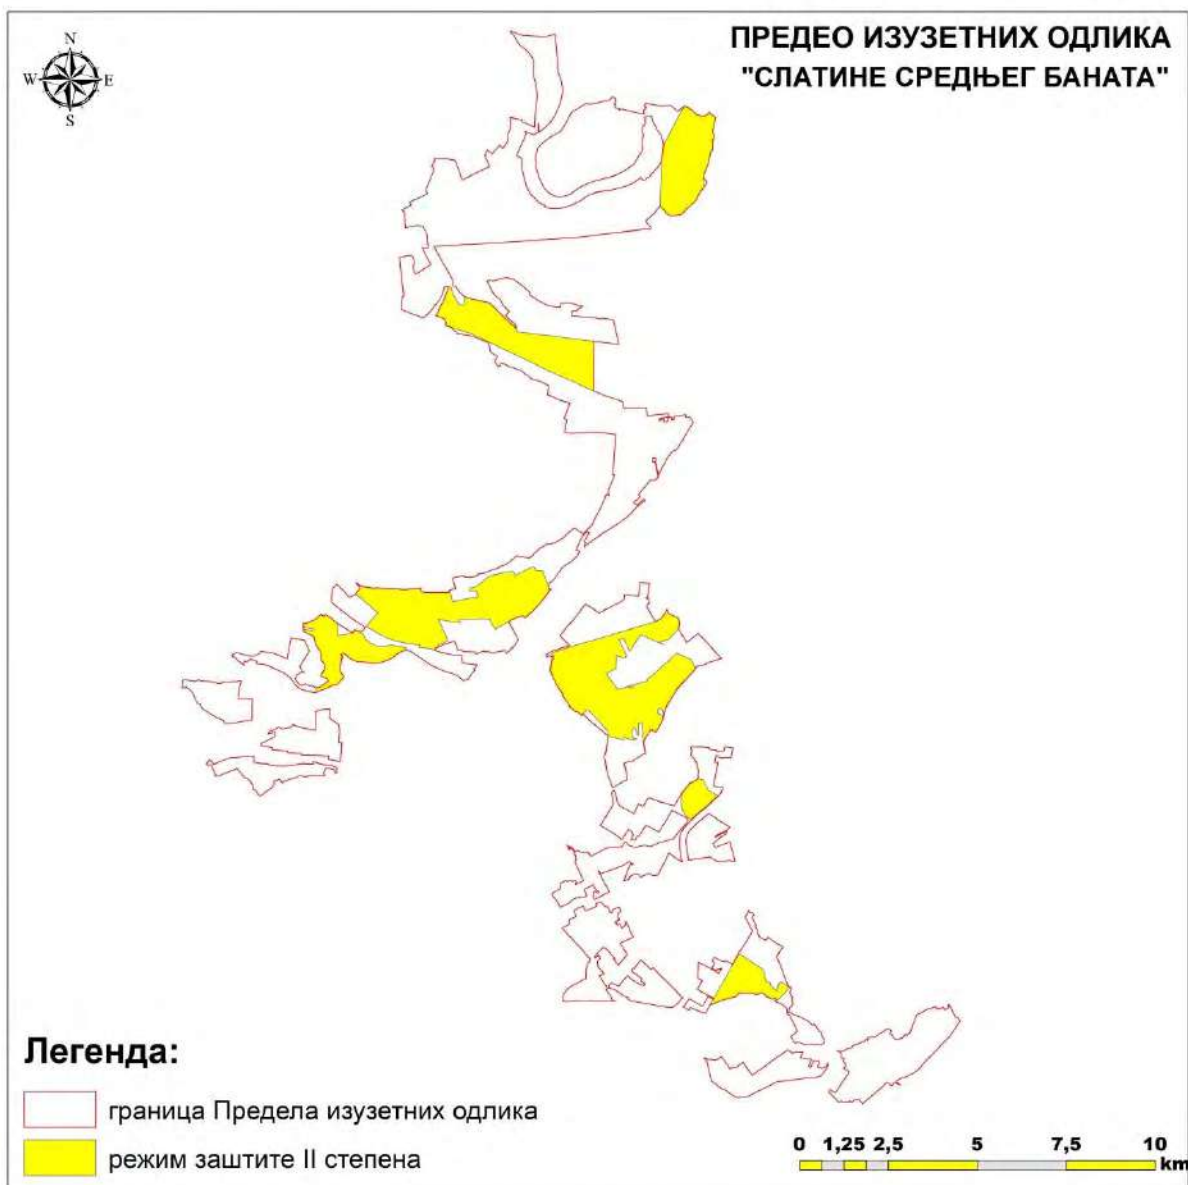 ПРЕДЕО ИЗУЗЕТНИХ ОДЛИКА
"СЛАТИНЕ СРЕДЊЕГ БАНАТА"
N
W E
S
Легенда:
граница Предела изузетних одлика
режим заштите II степена
0 1,25 2,5 5 7,5 10
km